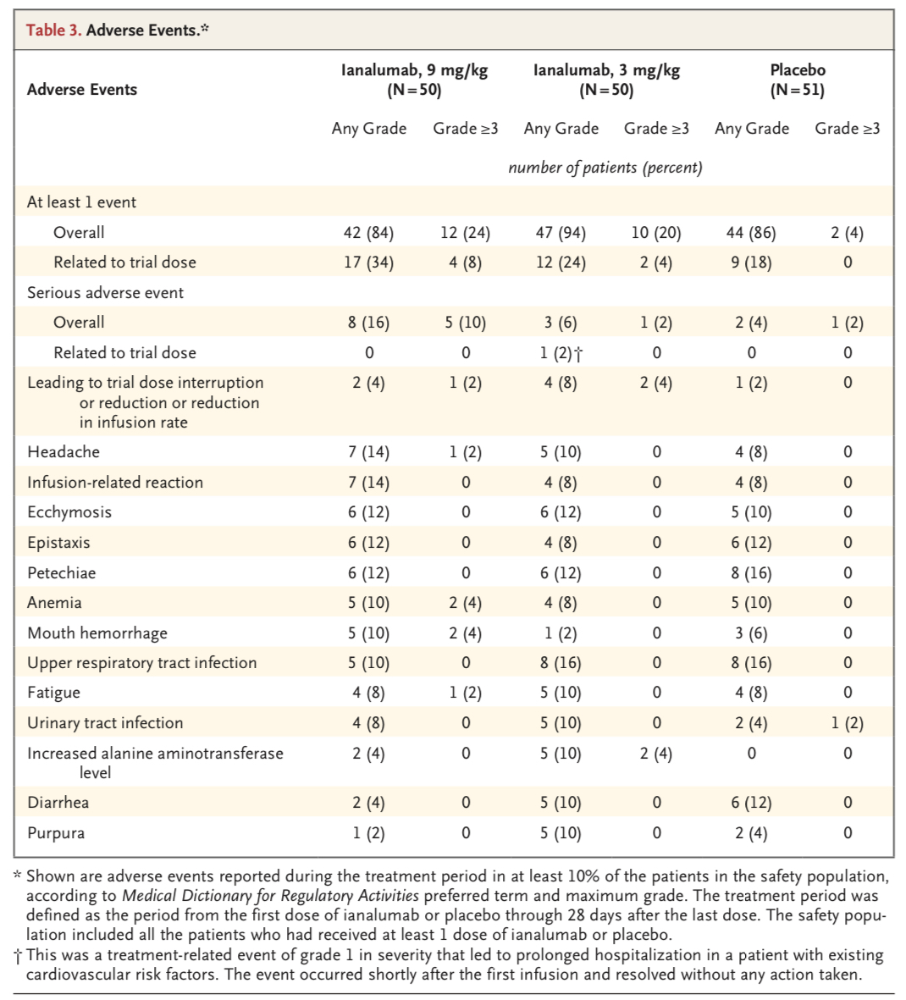 Table 3. Adverse Events.*
Adverse Events
Ianalumab, 9 mg/kg
(N=50)
Ianalumab, 3 mg/kg
(N=50)
Placebo
(N=51)
Any Grade Grade ≥3 Any Grade Grade ≥3 Any Grade Grade ≥3
number of patients (percent)
At least 1 event
Overall 42 (84) 12 (24) 47 (94) 10 (20) 44 (86) 2 (4)
Related to trial dose 17 (34) 4 (8) 12 (24) 2 (4) 9 (18) 0
Serious adverse event
Overall 8 (16) 5 (10) 3 (6) 1 (2) 2 (4) 1 (2)
Related to trial dose 0 0 1 (2)† 0 0 0
Leading to trial dose interruption 2 (4) 1 (2) 4 (8) 2 (4) 1 (2) 0
or reduction or reduction
in infusion rate
Headache 7 (14) 1 (2) 5 (10) 0 4 (8) 0
Infusion-related reaction 7 (14) 0 4 (8) 0 4 (8) 0
Ecchymosis 6 (12) 0 6 (12) 0 5 (10) 0
Epistaxis 6 (12) 0 4 (8) 0 6 (12) 0
Petechiae 6 (12) 0 6 (12) 0 8 (16) 0
Anemia 5 (10) 2 (4) 4 (8) 0 5 (10) 0
Mouth hemorrhage 5 (10) 2 (4) 1 (2) 0 3 (6) 0
Upper respiratory tract infection 5 (10) 0 8 (16) 0 8 (16) 0
Fatigue 4 (8) 1 (2) 5 (10) 0 4 (8) 0
Urinary tract infection 4 (8) 0 5 (10) 0 2 (4) 1 (2)
Increased alanine aminotransferase 2 (4) 0 5 (10) 2 (4) 0 0
level
Diarrhea 2 (4) 0 5 (10) 0 6 (12) 0
Purpura 1 (2) 0 5 (10) 0 2 (4) 0
* Shown are adverse events reported during the treatment period in at least 10% of the patients in the safety population,
according to Medical Dictionary for Regulatory Activities preferred term and maximum grade. The treatment period was
defined as the period from the first dose of ianalumab or placebo through 28 days after the last dose. The safety popu-
lation included all the patients who had received at least 1 dose of ianalumab or placebo.
† This was a treatment-related event of grade 1 in severity that led to prolonged hospitalization in a patient with existing
cardiovascular risk factors. The event occurred shortly after the first infusion and resolved without any action taken.